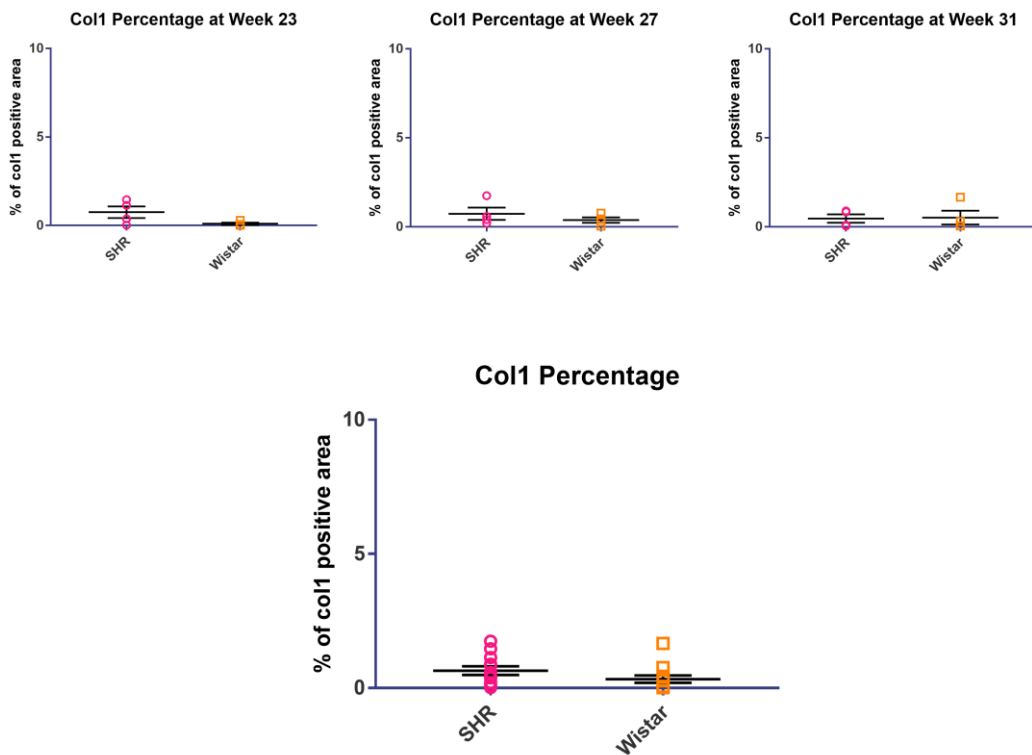 Col1 Percentage at Week 23
% of col1 positive area
10
5
0
SHR
Wistar
Col1 Percentage at Week 27
% of col1 positive area
10
5
0
SHR
Wistar
Col1 Percentage at Week 31
% of col1 positive area
10
5
0
SHR
Wistar
Col1 Percentage
% of col1 positive area
10
5
0
SHR
Wistar